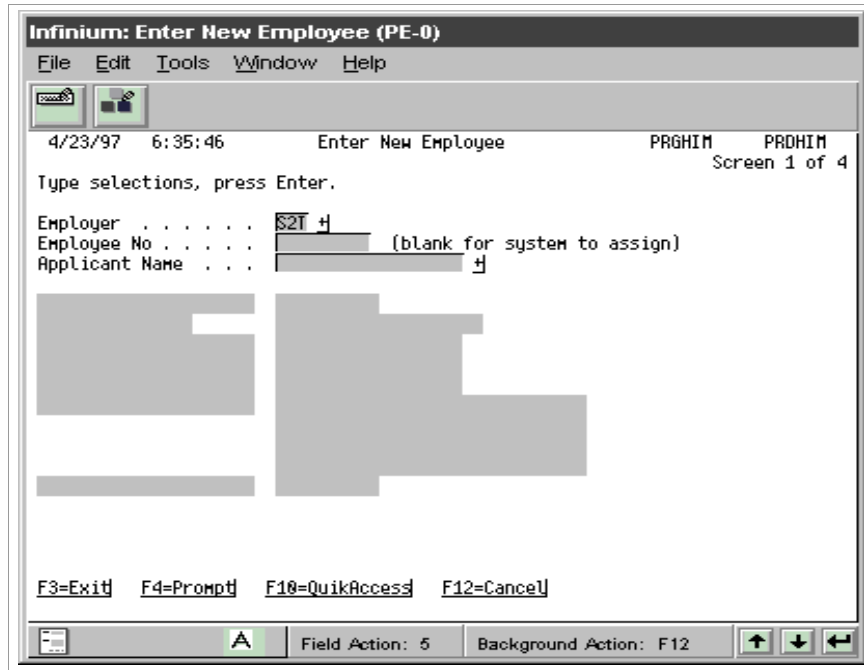 Infinium: Enter New Employee (PE-0)
File Edit Tools Window Help
4/23/97 6:35:46 Enter New Employee PRGHIM PRDHIM
Screen 1 of 4
Type selections, press Enter.
Employer . . . . . . S2T +
Employee No . . . . . (blank for system to assign)
Applicant Name . . . +
F3=Exit F4=Prompt F10=QuikAccess F12=Cancel
A Field Action: 5 Background Action: F12